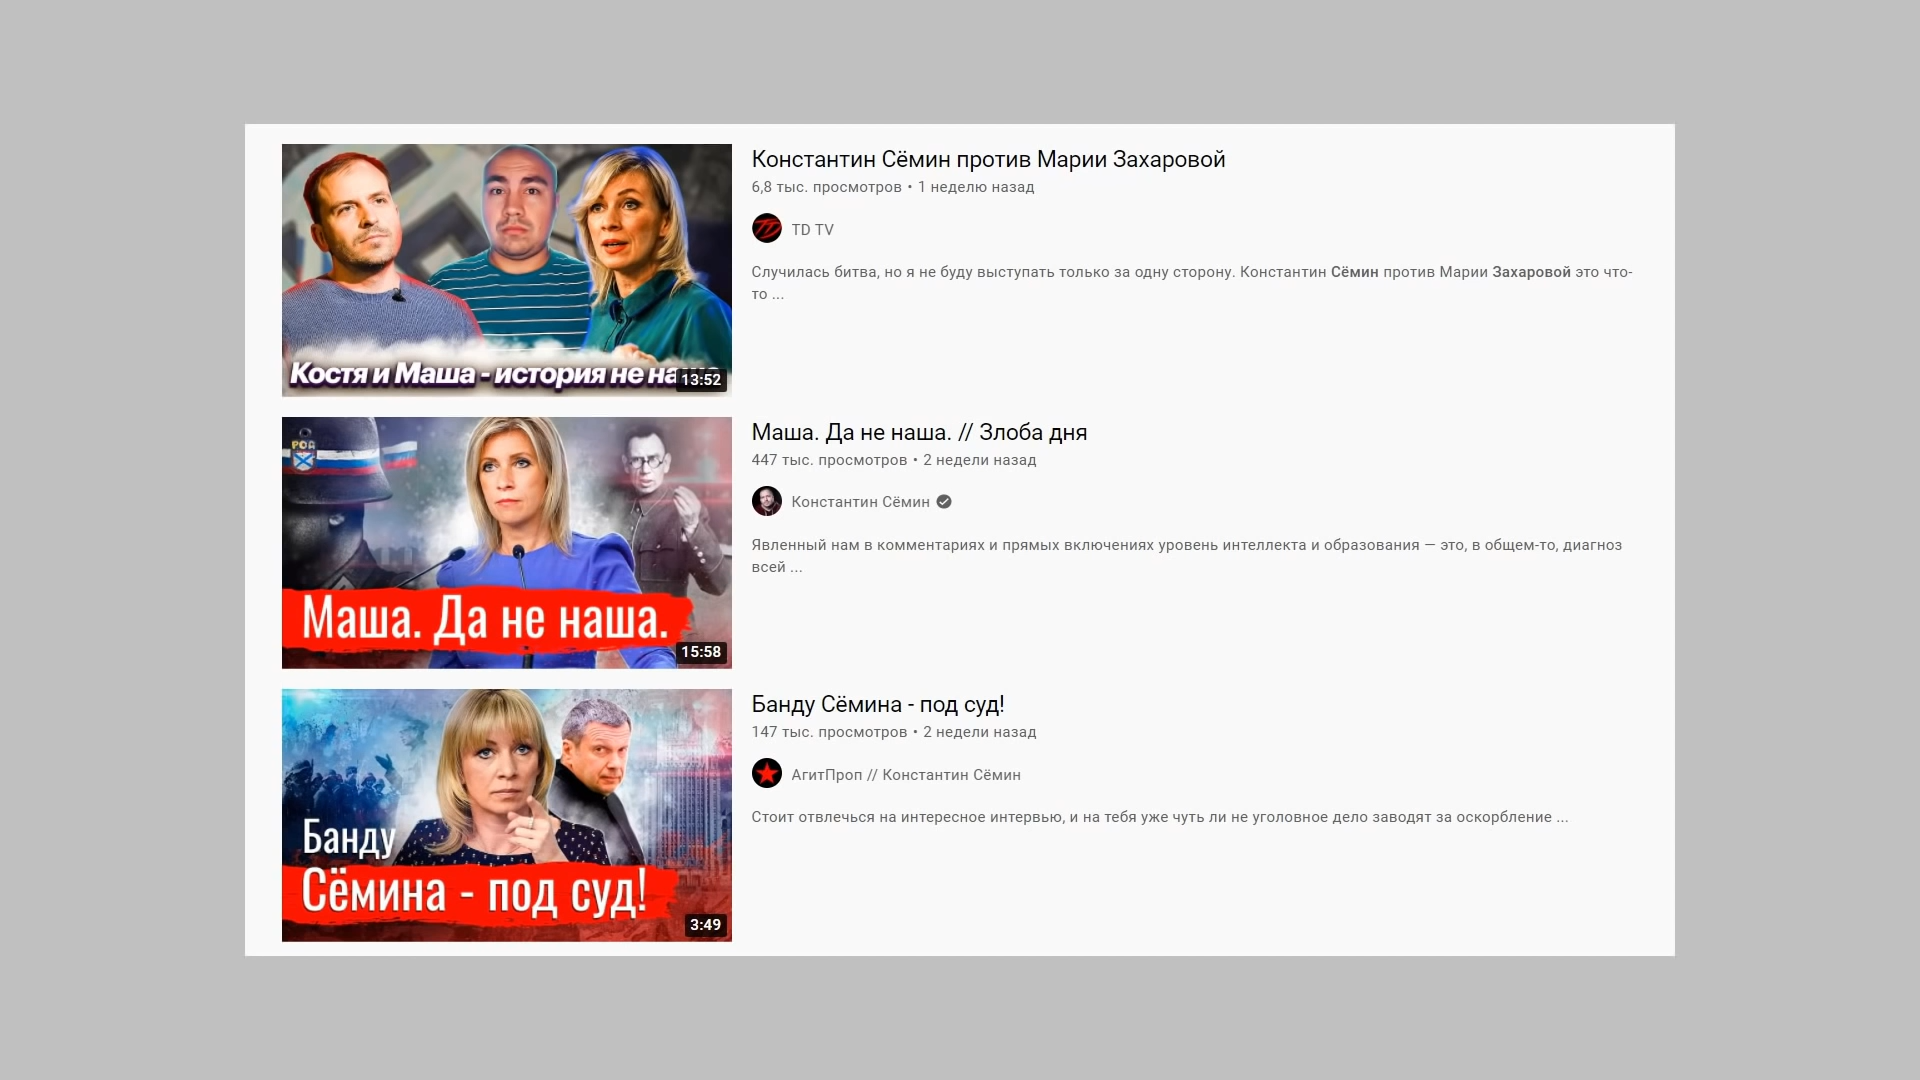 Константин Сёмин против Марии Захаровой
6,8 тыс. просмотров • 1 неделю назад
TD TV
Случилась битва, но я не буду выступать только за одну сторону. Константин Сёмин против Марии Захаровой это что-
то ...
Костя и Маша - история не на
13:52
Маша. Да не наша. // Злоба дня
447 тыс. просмотров • 2 недели назад
Константин Сёмин
Явленный нам в комментариях и прямых включениях уровень интеллекта и образования — это, в общем-то, диагноз
всей ...
РОА
Маша. Да не наша.
15:58
Банду Сёмина - под суд!
147 тыс. просмотров • 2 недели назад
АгитПроп // Константин Сёмин
Стоит отвлечься на интересное интервью, и на тебя уже чуть ли не уголовное дело заводят за оскорбление ...
Банду
Сёмина - под суд!
3:49